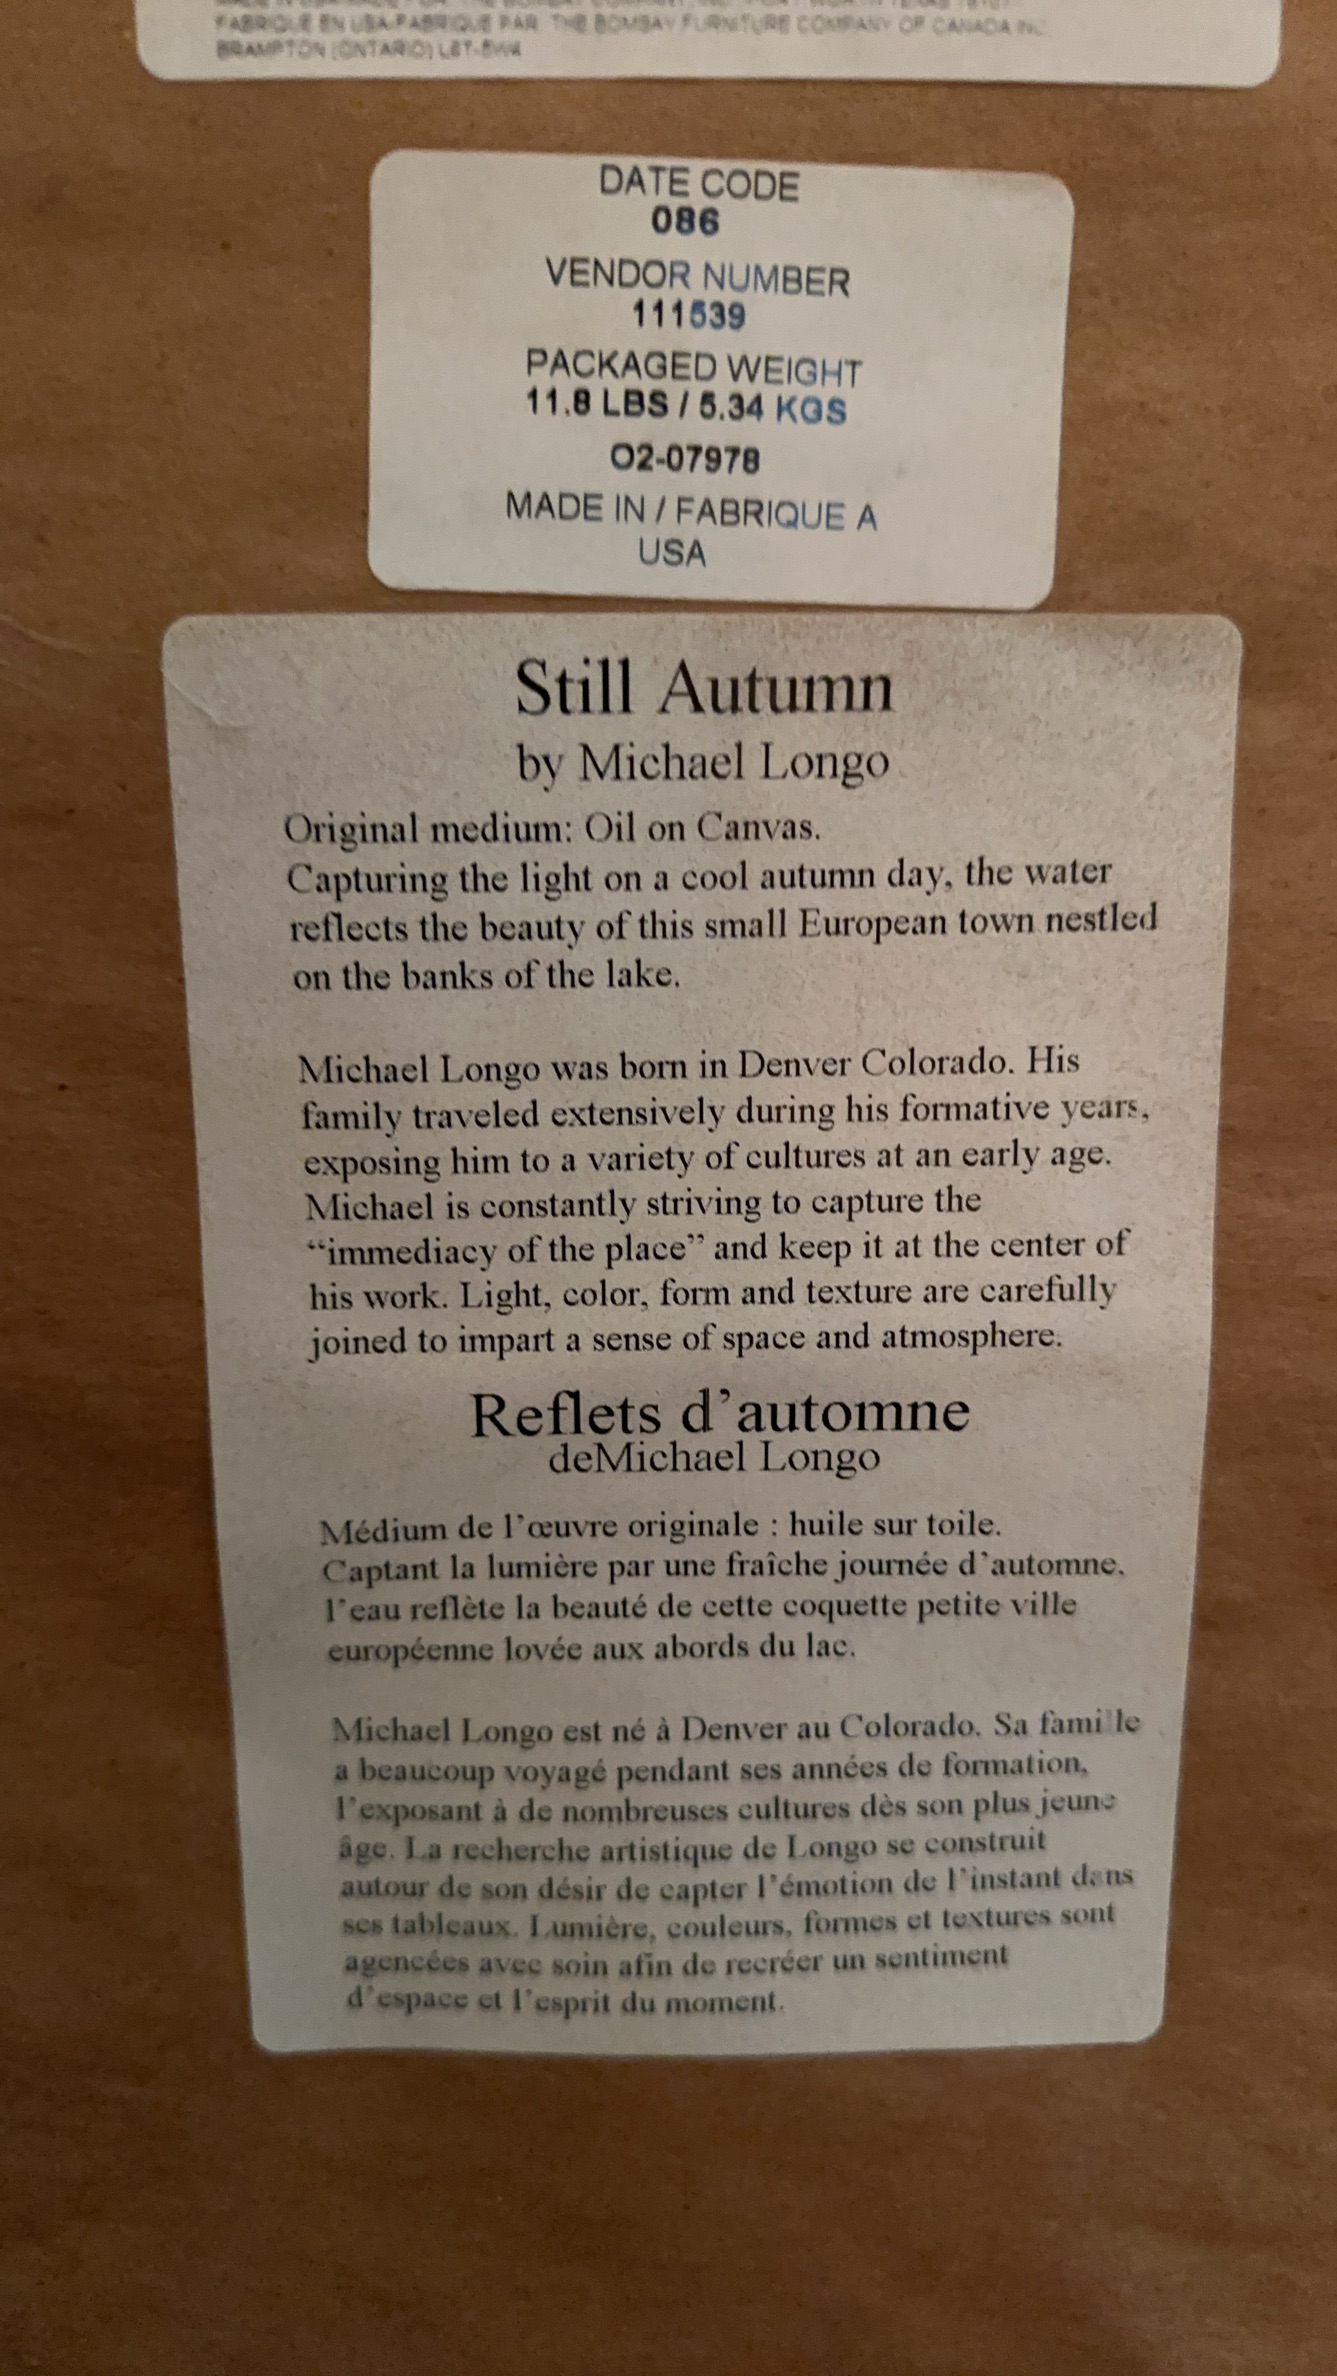 FABRIQUE EN USA-FABRIQUE PAR THE BOMBAY FURNITURE COMPANY OF CANADA INC.
BRAMPTON (ONTARIO) L6T-5W4
DATE CODE
086
VENDOR NUMBER
111539
PACKAGED WEIGHT
11.8 LBS / 5.34 KGS
O2-07978
MADE IN / FABRIQUE A
USA
Still Autumn
by Michael Longo
Original medium: Oil on Canvas.
Capturing the light on a cool autumn day, the water
reflects the beauty of this small European town nestled
on the banks of the lake.
Michael Longo was born in Denver Colorado. His
family traveled extensively during his formative years,
exposing him to a variety of cultures at an early age.
Michael is constantly striving to capture the
“immediacy of the place” and keep it at the center of
his work. Light, color, form and texture are carefully
joined to impart a sense of space and atmosphere.
Reflets d’automne
deMichael Longo
Médium de l’œuvre originale : huile sur toile.
Captant la lumière par une fraîche journée d’automne,
l’eau reflète la beauté de cette coquette petite ville
européenne lovée aux abords du lac.
Michael Longo est né à Denver au Colorado. Sa famille
a beaucoup voyagé pendant ses années de formation,
l’exposant à de nombreuses cultures dès son plus jeune
âge. La recherche artistique de Longo se construit
autour de son désir de capter l’émotion de l’instant dans
ses tableaux. Lumière, couleurs, formes et textures sont
agencées avec soin afin de recréer un sentiment
d’espace et l’esprit du moment.